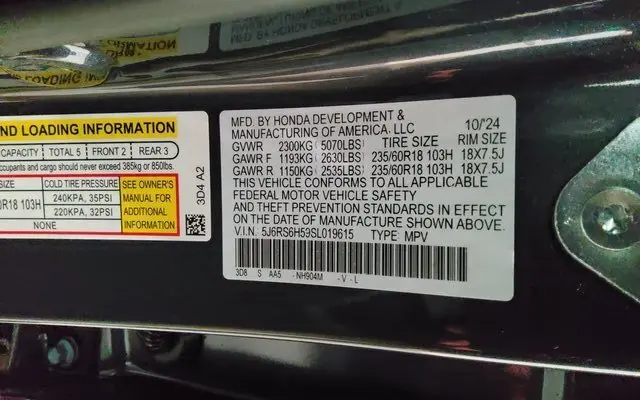 ND LOADING INFORMATION
CAPACITY TOTAL 5 FRONT 2 REAR 3
ccupants and cargo should never exceed 385kg or 850lbs.
SIZE COLD TIRE PRESSURE SEE OWNER'S MANUAL FOR ADDITIONAL INFORMATION
0R18 103H 240KPA, 35PSI
220KPA, 32PSI
NONE
3D4 A2
MFD. BY HONDA DEVELOPMENT & 10/'24
MANUFACTURING OF AMERICA, LLC
GVWR 2300KG (5070LBS) TIRE SIZE RIM SIZE
GAWR F 1193KG (2630LBS) 235/60R18 103H 18X7.5J
GAWR R 1150KG (2535LBS) 235/60R18 103H 18X7.5J
THIS VEHICLE CONFORMS TO ALL APPLICABLE
FEDERAL MOTOR VEHICLE SAFETY
AND THEFT PREVENTION STANDARDS IN EFFECT
ON THE DATE OF MANUFACTURE SHOWN ABOVE.
V.I.N. 5J6RS6H59SL019615 TYPE: MPV
3D8 S AA5 -NH904M -V-L